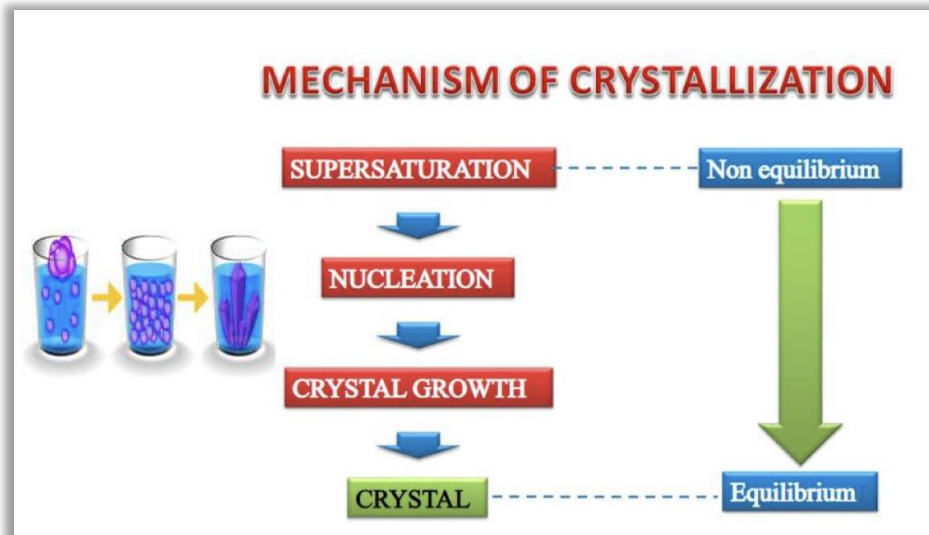 MECHANISM OF CRYSTALLIZATION
SUPERSATURATION
Non equilibrium
NUCLEATION
CRYSTAL GROWTH
CRYSTAL
Equilibrium